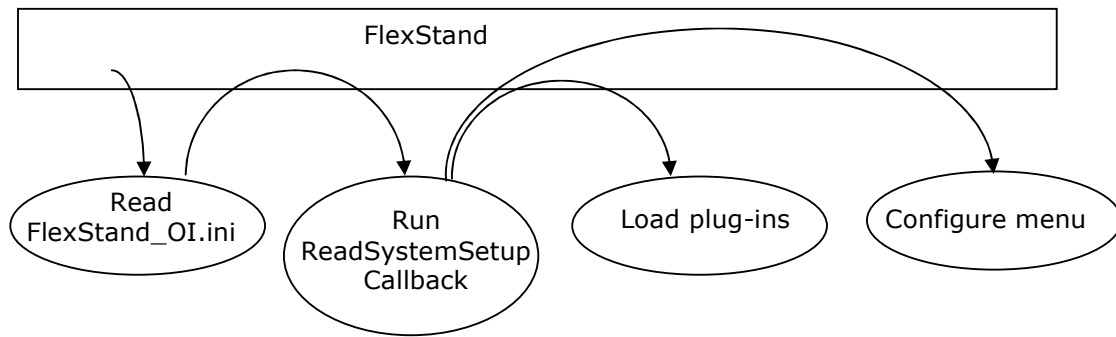 FlexStand
Read
FlexStand_OI.ini
Run
ReadSystemSetup
Callback
Load plug-ins
Configure menu